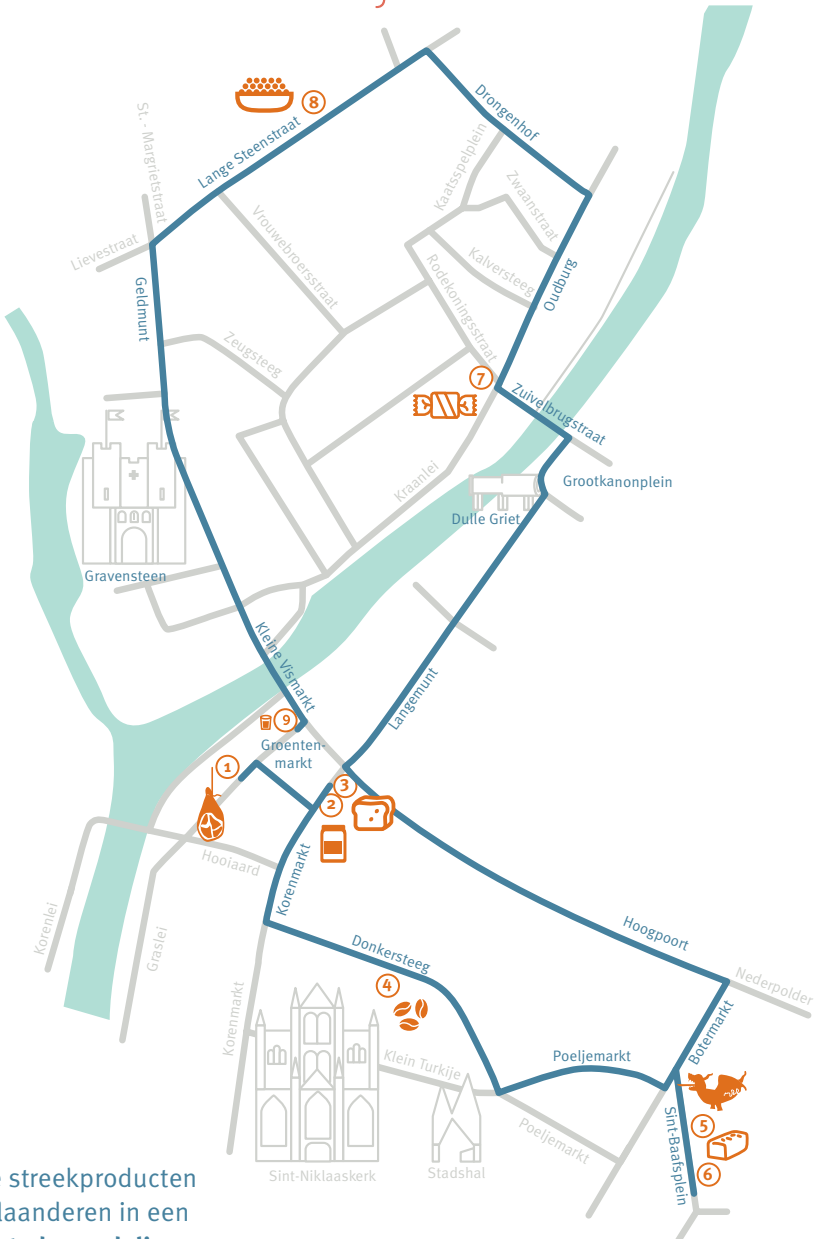 8
Drongenhof
St. - Margrietstraat
Lange Steenstraat
Kaatsspelplein
Zwaanstraat
Lievestraat
Vrouwebroersstraat
Kalversteeg
Oudburg
Geldmunt
Rodekoningsstraat
Zeugsteeg
7
Zuivelbrugstraat
Kraanlei
Grootkanonplein
Dulle Griet
Gravensteen
Kleine Vismarkt
Langemunt
9
Groenten-
markt
1
3
2
Hooiaard
Korenmarkt
Korenlei
Graslei
Hoogpoort
Donkersteeg
Nederpolder
4
Korenmarkt
Botermarkt
Klein Turkije
Poeljemarkt
5
Poeljemarkt
Sint-Baafsplein
6
Sint-Niklaaskerk
Stadshal
streekproducten
laanderen in een